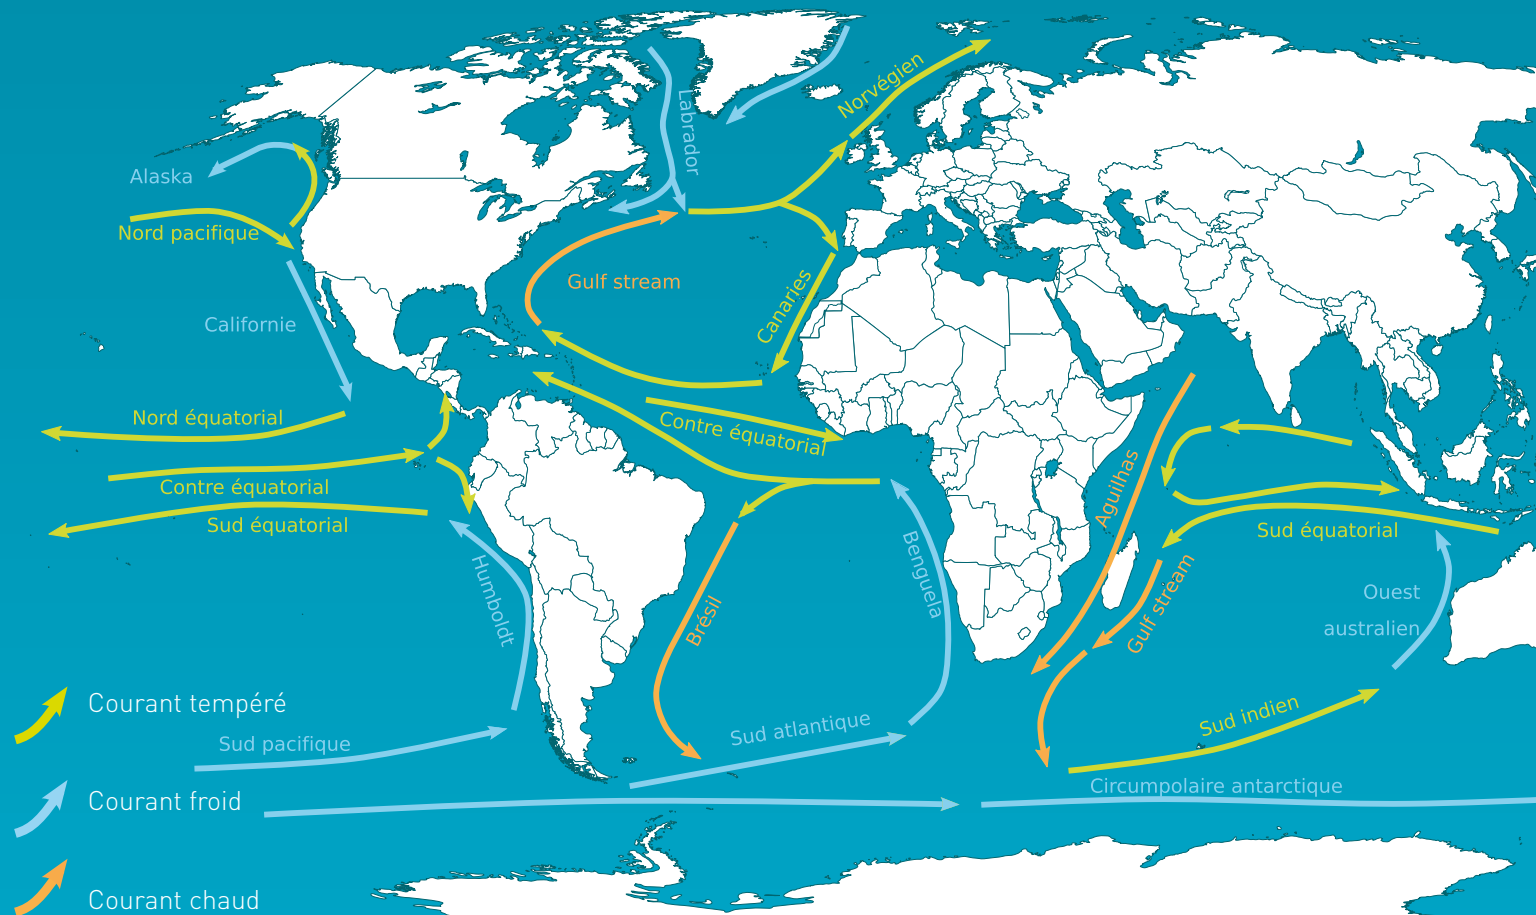 Norvégien
Labrador
Alaska
Nord pacifique
Gulf stream
Canaries
Californie
Nord équatorial
Contre équatorial
Contre équatorial
Sud équatorial
Aguilhas
Sud équatorial
Humboldt
Benguela
Brésil
Gulf stream
Ouest
australien
Courant tempéré
Sud pacifique
Sud atlantique
Sud indien
Circumpolaire antarctique
Courant froid
Courant chaud